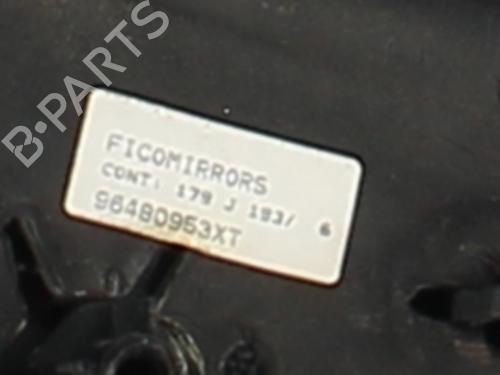 B-PARTS
FICOMIRRORS
CONT: 179 J 193/ 6
96480953XT